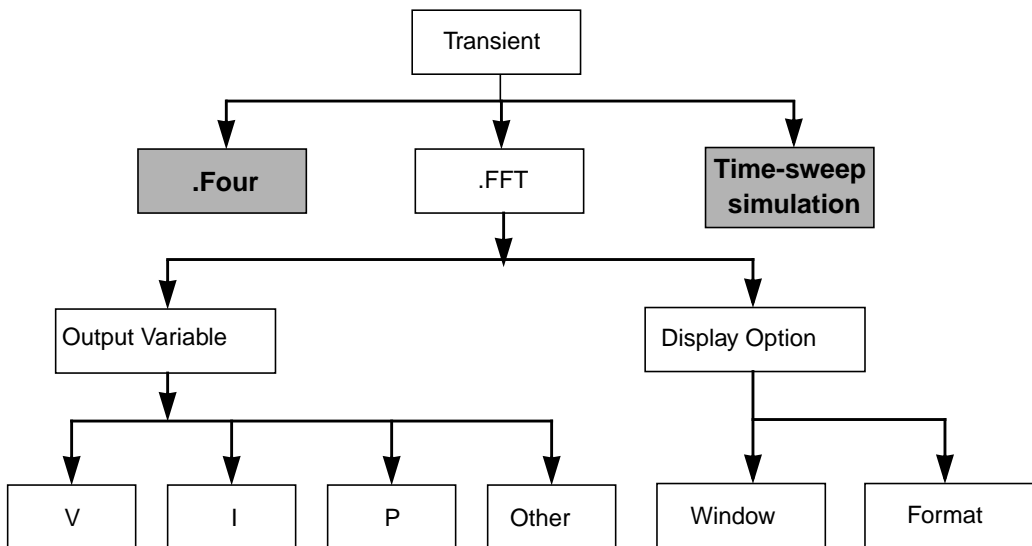 Transient
.Four
.FFT
Time-sweep
simulation
Output Variable
Display Option
V
I
P
Other
Window
Format